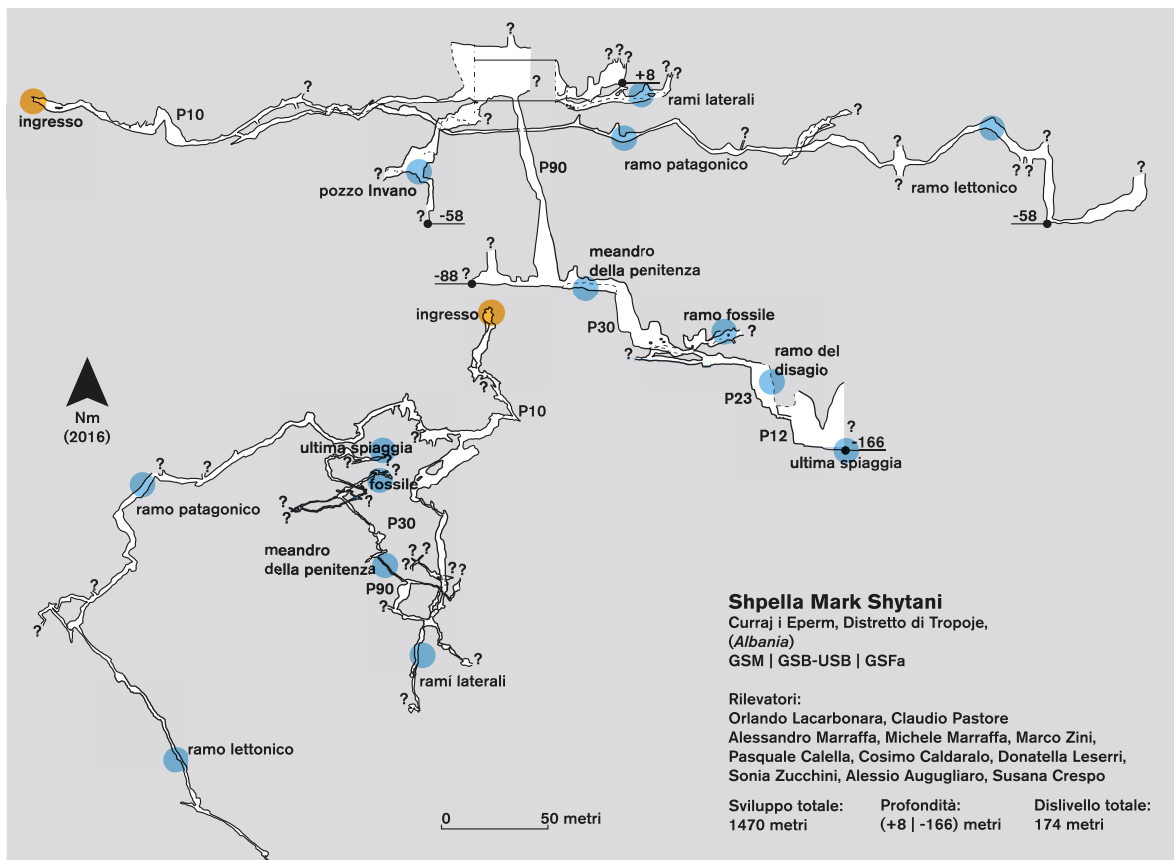 ?
? ? ?
? ?
+8
?
?
?
ingresso
P10
rami laterali
?
?
?
ramo patagonico
P90
?
pozzo Invano
?
ramo lettonico
? ?
?
?
? -58
-58
?
-88 ?
meandro
della penitenza
ingresso
P30
ramo fossile
?
?
ramo del
disagio
P23
P12
?
-166
ultima spiaggia
Nm
(2016)
?
P10
?
ultima spiaggia
? ? ?
?
fossile
?
?
?
? ?
ramo patagonico
P30
meandro
della penitenza
? ? ?
? ?
P90
?
?
?
?
ramí laterali
?
ramo lettonico
0 50 metri
Shpella Mark Shytani
Curraj i Eperm, Distretto di Tropoje,
(Albania)
GSM | GSB-USB | GSFa
Rilevatori:
Orlando Lacarbonara, Claudio Pastore
Alessandro Marraffa, Michele Marraffa, Marco Zini,
Pasquale Calella, Cosimo Caldaralo, Donatella Leserri,
Sonia Zucchini, Alessio Augugliaro, Susana Crespo
Sviluppo totale: Profondità: Dislivello totale:
1470 metri (+8 | -166) metri 174 metri